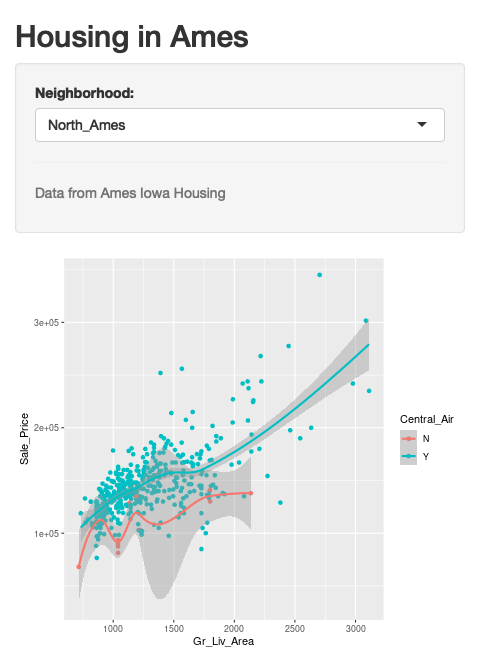 Housing in Ames
Neighborhood:
North_Ames
Data from Ames Iowa Housing
3e+05
2e+05
1e+05
Sale_Price
1000 1500 2000 2500 3000
Gr_Liv_Area
Central_Air
N
Y